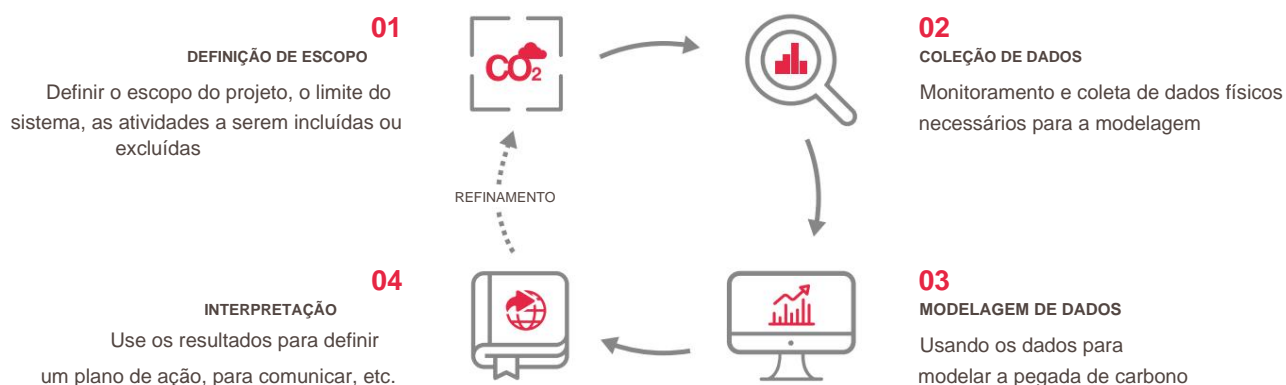 01
DEFINIÇÃO DE ESCOPO
Definir o escopo do projeto, o limite do
sistema, as atividades a serem incluídas ou
excluídas
CO2
02
COLEÇÃO DE DADOS
Monitoramento e coleta de dados físicos
necessários para a modelagem
REFINAMENTO
04
INTERPRETAÇÃO
Use os resultados para definir
um plano de ação, para comunicar, etc.
03
MODELAGEM DE DADOS
Usando os dados para
modelar a pegada de carbono